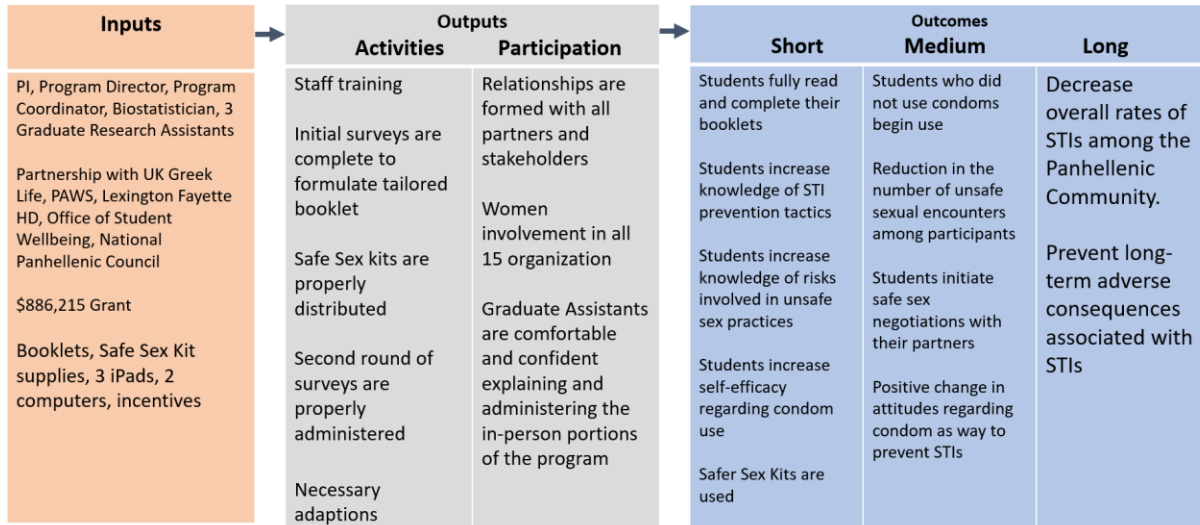 Inputs
PI, Program Director, Program
Coordinator, Biostatistician, 3
Graduate Research Assistants
Partnership with UK Greek
Life, PAWS, Lexington Fayette
HD, Office of Student
Wellbeing, National
Panhellenic Council
$886,215 Grant
Booklets, Safe Sex Kit
supplies, 3 iPads, 2
computers, incentives
Outputs
Activities
Staff training
Initial surveys are
complete to
formulate tailored
booklet
Safe Sex kits are
properly
distributed
Second round of
surveys are
properly
administered
Necessary
adaptions
Participation
Relationships are
formed with all
partners and
stakeholders
Women
involvement in all
15 organization
Graduate Assistants
are comfortable
and confident
explaining and
administering the
in-person portions
of the program
Outcomes
Short
Students fully read
and complete their
booklets
Students increase
knowledge of STI
prevention tactics
Students increase
knowledge of risks
involved in unsafe
sex practices
Students increase
self-efficacy
regarding condom
use
Safer Sex Kits are
used
Medium
Students who did
not use condoms
begin use
Reduction in the
number of unsafe
sexual encounters
among participants
Students initiate
safe sex
negotiations with
their partners
Positive change in
attitudes regarding
condom as way to
prevent STIs
Long
Decrease
overall rates of
STIs among the
Panhellenic
Community.
Prevent long-
term adverse
consequences
associated with
STIs